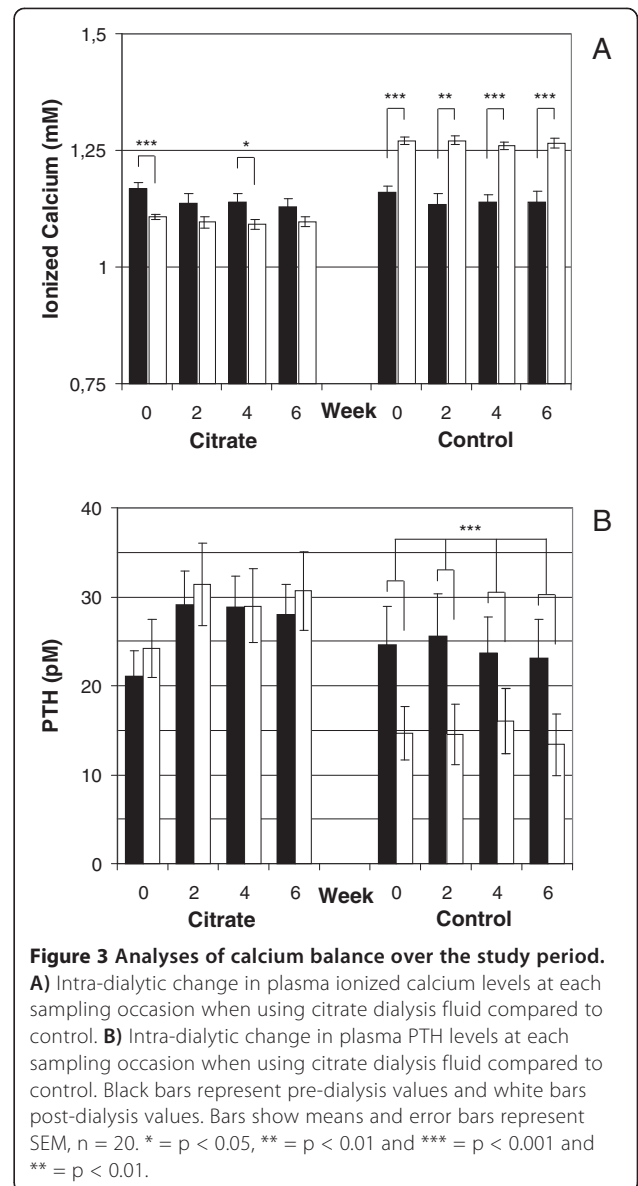 A
1,5
***
**
***
***
***
*
1,25
Ionized Calcium (mM)
1
0,75
0 2 4 6 Week 0 2 4 6
Citrate Control
B
40
***
30
PTH (pM)
20
10
0
0 2 4 6 Week 0 2 4 6
Citrate Control
Figure 3 Analyses of calcium balance over the study period.
A) Intra-dialytic change in plasma ionized calcium levels at each
sampling occasion when using citrate dialysis fluid compared to
control. B) Intra-dialytic change in plasma PTH levels at each
sampling occasion when using citrate dialysis fluid compared to
control. Black bars represent pre-dialysis values and white bars
post-dialysis values. Bars show means and error bars represent
SEM, n = 20. * = p < 0.05, ** = p < 0.01 and *** = p < 0.001 and
** = p < 0.01.